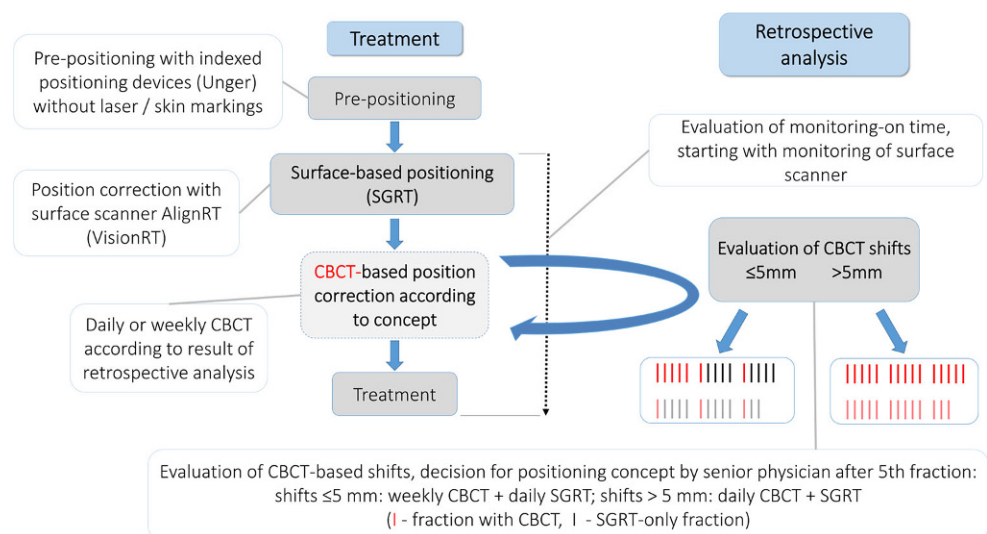 Treatment
Retrospective
analysis
Pre-positioning with indexed
positioning devices (Unger)
without laser / skin markings
Pre-positioning
Evaluation of monitoring-on time,
starting with monitoring of surface
scanner
Surface-based positioning
(SGRT)
Position correction with
surface scanner AlignRT
(VisionRT)
Evaluation of CBCT shifts
≤5mm >5mm
CBCT-based position
correction according
to concept
Daily or weekly CBCT
according to result of
retrospective analysis
Treatment
Evaluation of CBCT-based shifts, decision for positioning concept by senior physician after 5th fraction:
shifts ≤5 mm: weekly CBCT + daily SGRT; shifts > 5 mm: daily CBCT + SGRT
(I - fraction with CBCT, I - SGRT-only fraction)